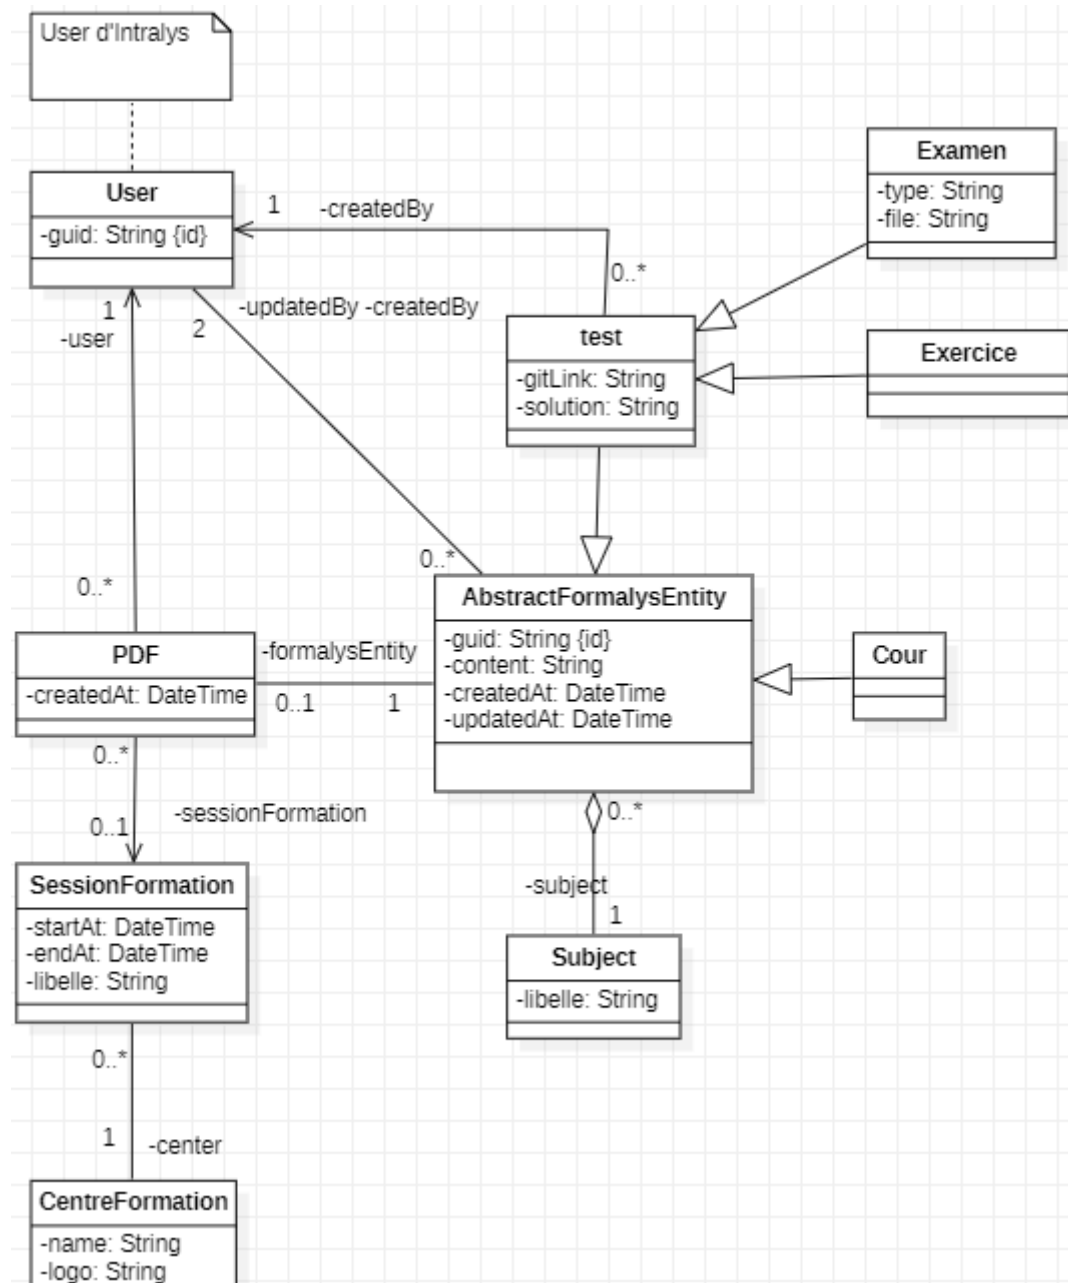 User d'Intralys
User
-guid: String {id}
1
-createdBy
0..*
Examen
-type: String
-file: String
1
-user
2
-updatedBy -createdBy
test
-gitLink: String
-solution: String
Exercice
0..*
0..*
PDF
-createdAt: DateTime
-formalysEntity
0..1
1
AbstractFormalysEntity
-guid: String {id}
-content: String
-createdAt: DateTime
-updatedAt: DateTime
Cour
0..*
-sessionFormation
0..1
0..*
-subject
1
SessionFormation
-startAt: DateTime
-endAt: DateTime
-libelle: String
Subject
-libelle: String
0..*
1
-center
CentreFormation
-name: String
-logo: String